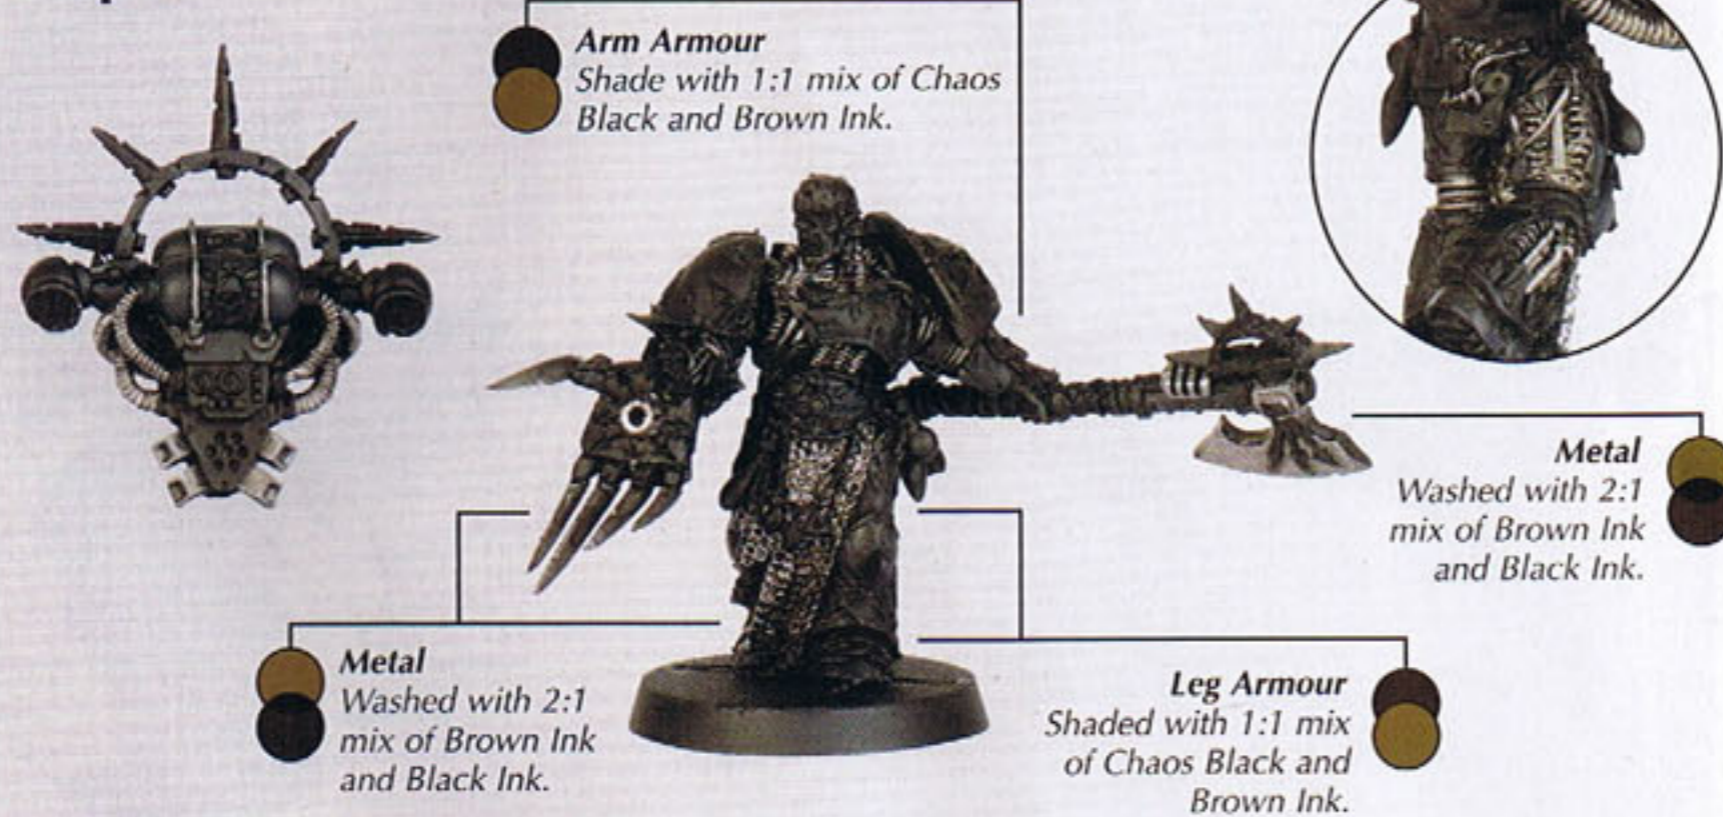 Arm Armour
Shade with 1:1 mix of Chaos
Black and Brown Ink.
Metal
Washed with 2:1
mix of Brown Ink
and Black Ink.
Metal
Washed with 2:1
mix of Brown Ink
and Black Ink.
Leg Armour
Shaded with 1:1 mix
of Chaos Black and
Brown Ink.